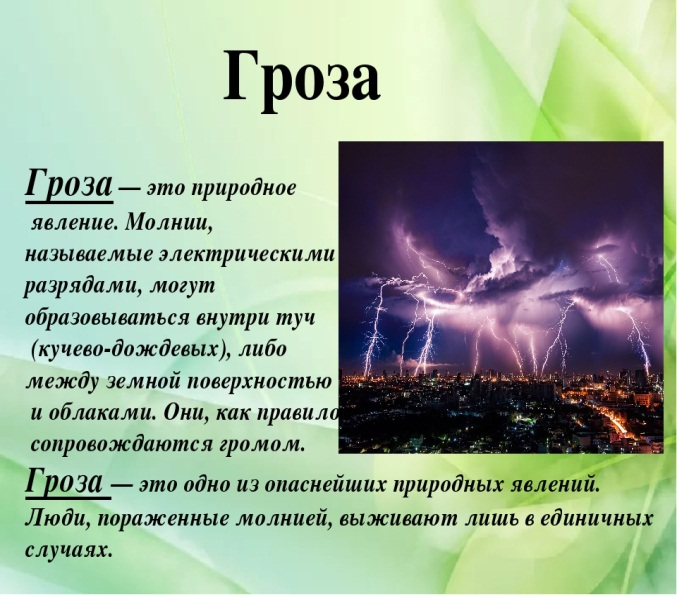 Гроза
Гроза — это природное
явление. Молнии,
называемые электрическими
разрядами, могут
образовываться внутри туч
(кучево-дождевых), либо
между земной поверхностью
и облаками. Они, как правило
сопровождаются громом.
Гроза — это одно из опаснейших природных явлений.
Люди, пораженные молнией, выживают лишь в единичных
случаях.